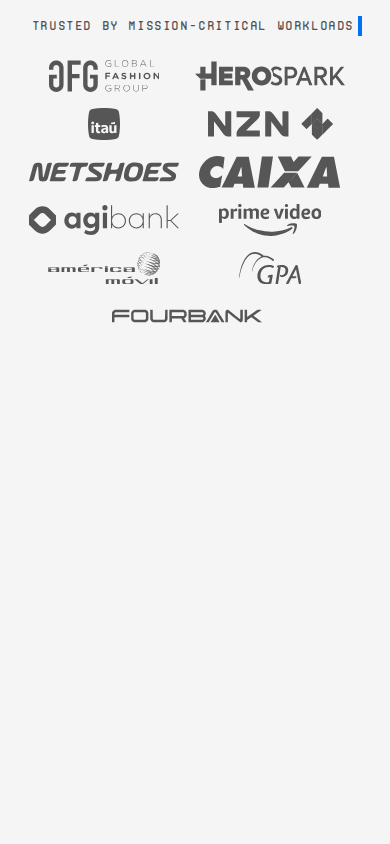 TRUSTED BY MISSION-CRITICAL WORKLOADS
GFG GLOBAL FASHION GROUP
HEROSPARK
itaú
NZN
NETSHOES
CAIXA
agibank
prime video
américa móvil
GPA
FOURBANK